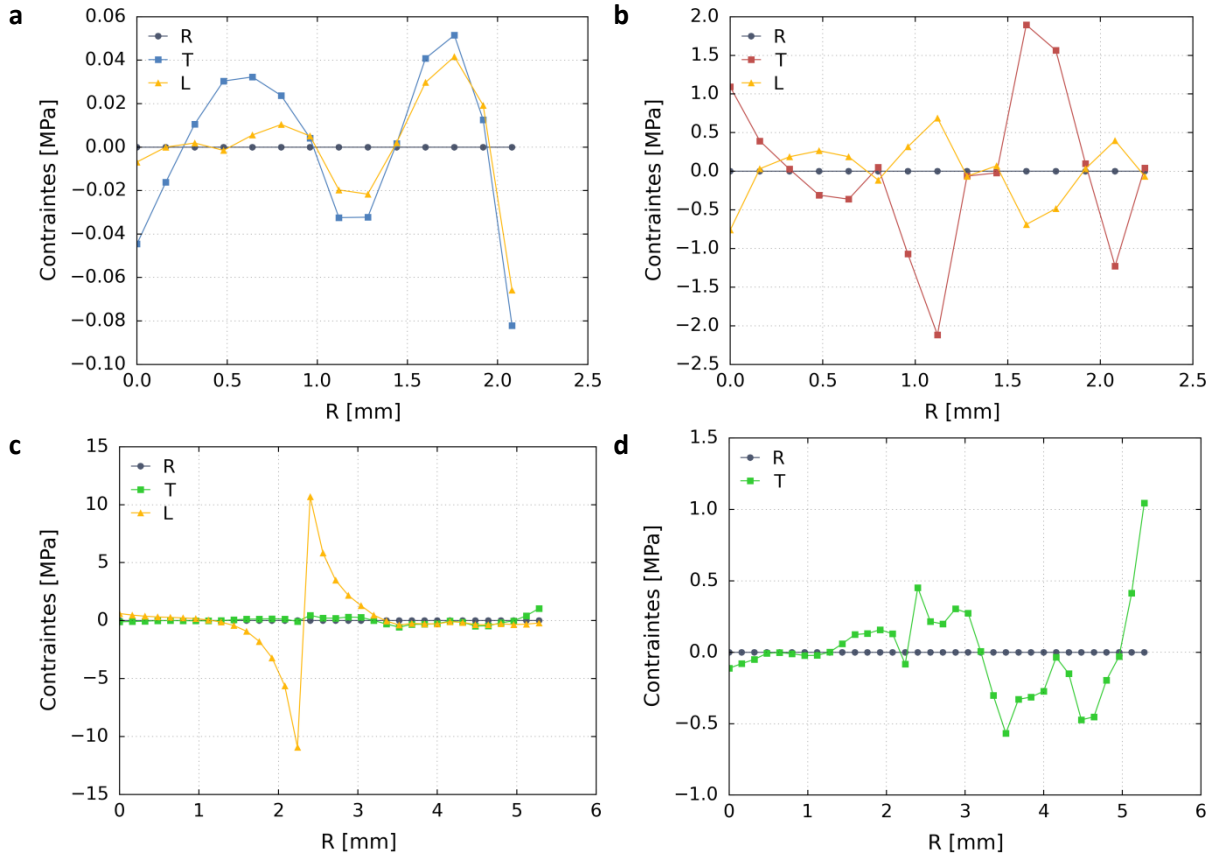 a
0.06
0.04
0.02
0.00
−0.02
−0.04
−0.06
−0.08
−0.10
Contraintes [MPa]
R
T
L
0.0 0.5 1.0 1.5 2.0 2.5
R [mm]
b
2.0
1.5
1.0
0.5
0.0
−0.5
−1.0
−1.5
−2.0
−2.5
Contraintes [MPa]
R
T
L
0.0 0.5 1.0 1.5 2.0 2.5
R [mm]
c
15
10
5
0
−5
−10
−15
Contraintes [MPa]
R
T
L
0 1 2 3 4 5 6
R [mm]
d
1.5
1.0
0.5
0.0
−0.5
−1.0
Contraintes [MPa]
R
T
0 1 2 3 4 5 6
R [mm]